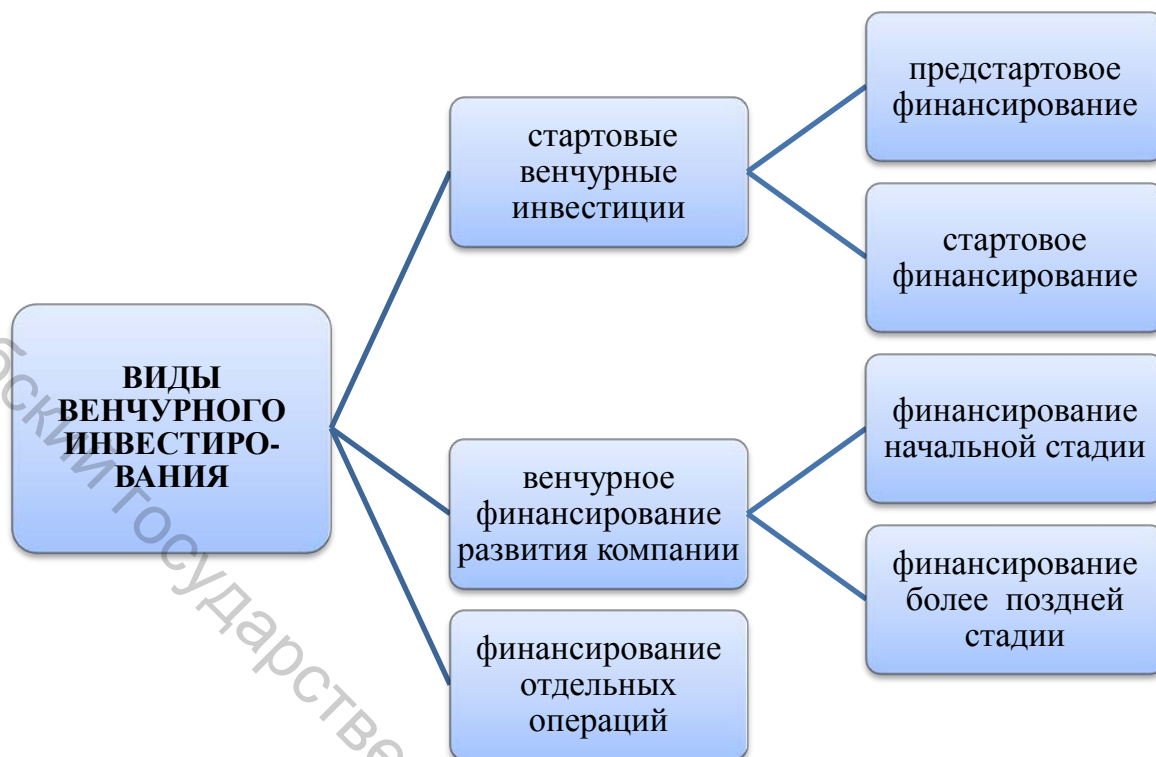 ВИДЫ
ВЕНЧУРНОГО
ИНВЕСТИРО-
ВАНИЯ
стартовые
венчурные
инвестиции
предстартовое
финансирование
стартовое
финансирование
венчурное
финансирование
развития компании
финансирование
начальной стадии
финансирование
более поздней
стадии
финансирование
отдельных
операций